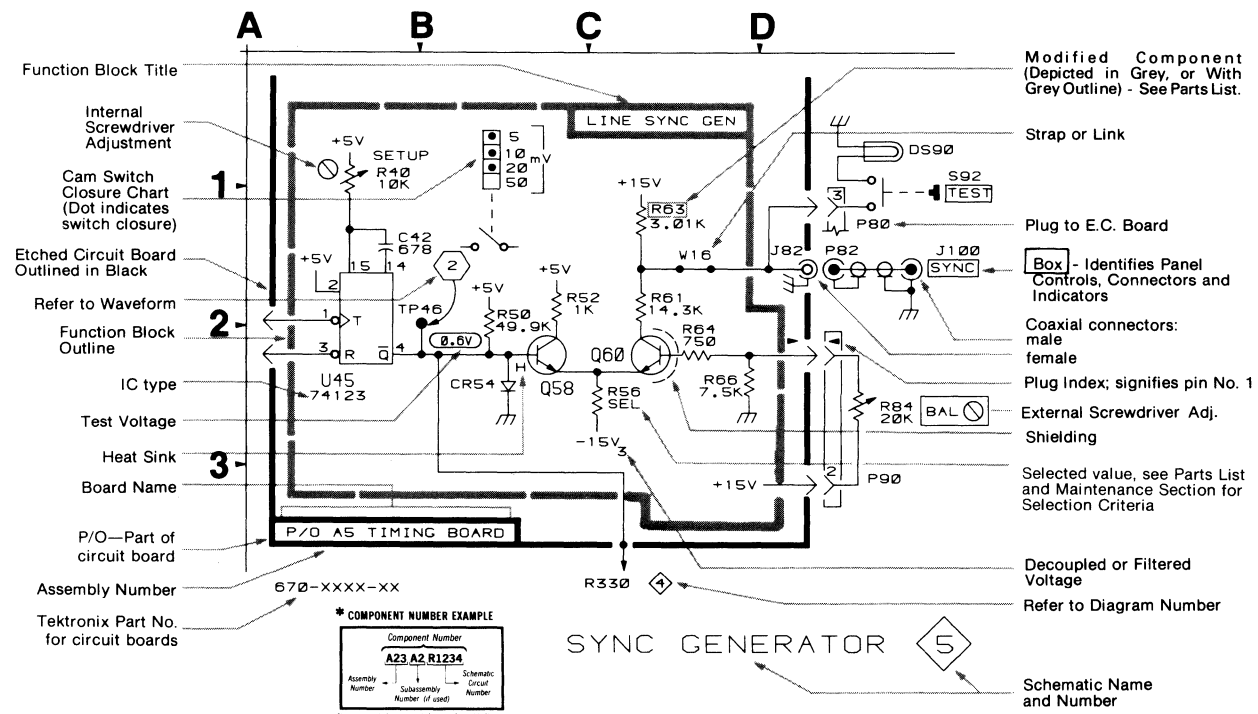 A
B
C
D
Function Block Title
Internal
Screwdriver
Adjustment
Cam Switch
Closure Chart
(Dot indicates
switch closure)
1
Etched Circuit Board
Outlined in Black
Refer to Waveform
2
Function Block
Outline
IC type
Test Voltage
Heat Sink
3
Board Name
P/O—Part of
circuit board
Assembly Number
Tektronix Part No.
for circuit boards
LINE SYNC GEN
+5V
SETUP
R40
10K
5
10
20
50
mV
C42
678
+5V
15
14
2
1
T
3
R
Q̅
4
U45
74123
2
TP46
0.6V
+5V
R50
49.9K
CR54
+5V
R52
1K
Q58
Q60
R56
SEL
-15V
3
+15V
R63
3.01K
W16
R61
14.3K
R64
750
R66
7.5K
+15V
DS90
S92
TEST
3
P80
J82
P82
J100
SYNC
R84
20K
BAL
2
P90
P/O A5 TIMING BOARD
670-XXXX-XX
R330
4
Modified Component
(Depicted in Grey, or With
Grey Outline) - See Parts List.
Strap or Link
Plug to E.C. Board
Box - Identifies Panel
Controls, Connectors and
Indicators
Coaxial connectors:
male
female
Plug Index; signifies pin No. 1
External Screwdriver Adj.
Shielding
Selected value, see Parts List
and Maintenance Section for
Selection Criteria
Decoupled or Filtered
Voltage
Refer to Diagram Number
* COMPONENT NUMBER EXAMPLE
Component Number
A23 A2 R1234
Assembly
Number
Subassembly
Number (if used)
Schematic
Circuit
Number
SYNC GENERATOR
5
Schematic Name
and Number